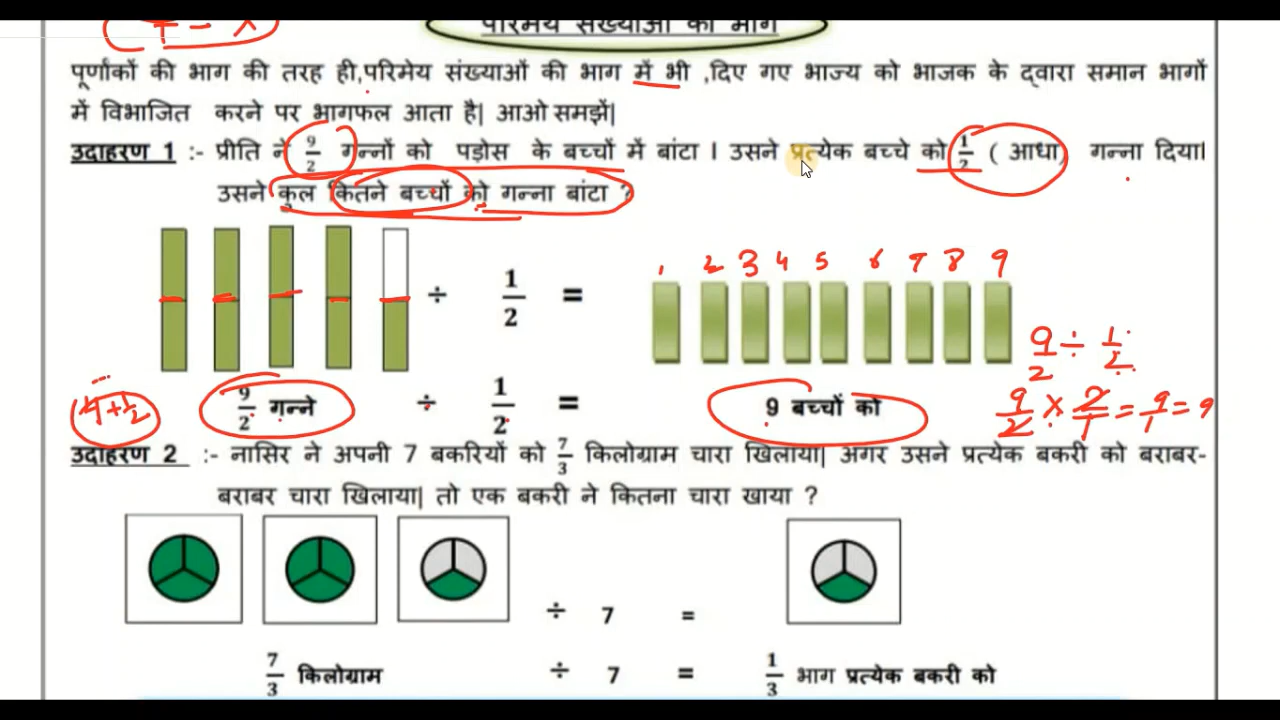 परिमेय संख्याओं का भाग
पूर्णांकों की भाग की तरह ही,परिमेय संख्याओं की भाग में भी ,दिए गए भाज्य को भाजक के द्वारा समान भागों
में विभाजित करने पर भागफल आता है| आओ समझें|
उदाहरण 1 :- प्रीति ने 9/2 गन्नों को पड़ोस के बच्चों में बांटा । उसने प्रत्येक बच्चे को 1/2 ( आधा) गन्ना दिया।
उसने कुल कितने बच्चों को गन्ना बांटा ?
1 2 3 4 5 6 7 8 9
÷ 1/2 =
9/2 ÷ 1/2
4+1/2 9/2 गन्ने ÷ 1/2 = 9 बच्चों को 9/2 × 2/1 = 9/1 = 9
उदाहरण 2 :- नासिर ने अपनी 7 बकरियों को 7/3 किलोग्राम चारा खिलाया| अगर उसने प्रत्येक बकरी को बराबर-
बराबर चारा खिलाया| तो एक बकरी ने कितना चारा खाया ?
÷ 7 =
7/3 किलोग्राम ÷ 7 = 1/3 भाग प्रत्येक बकरी को